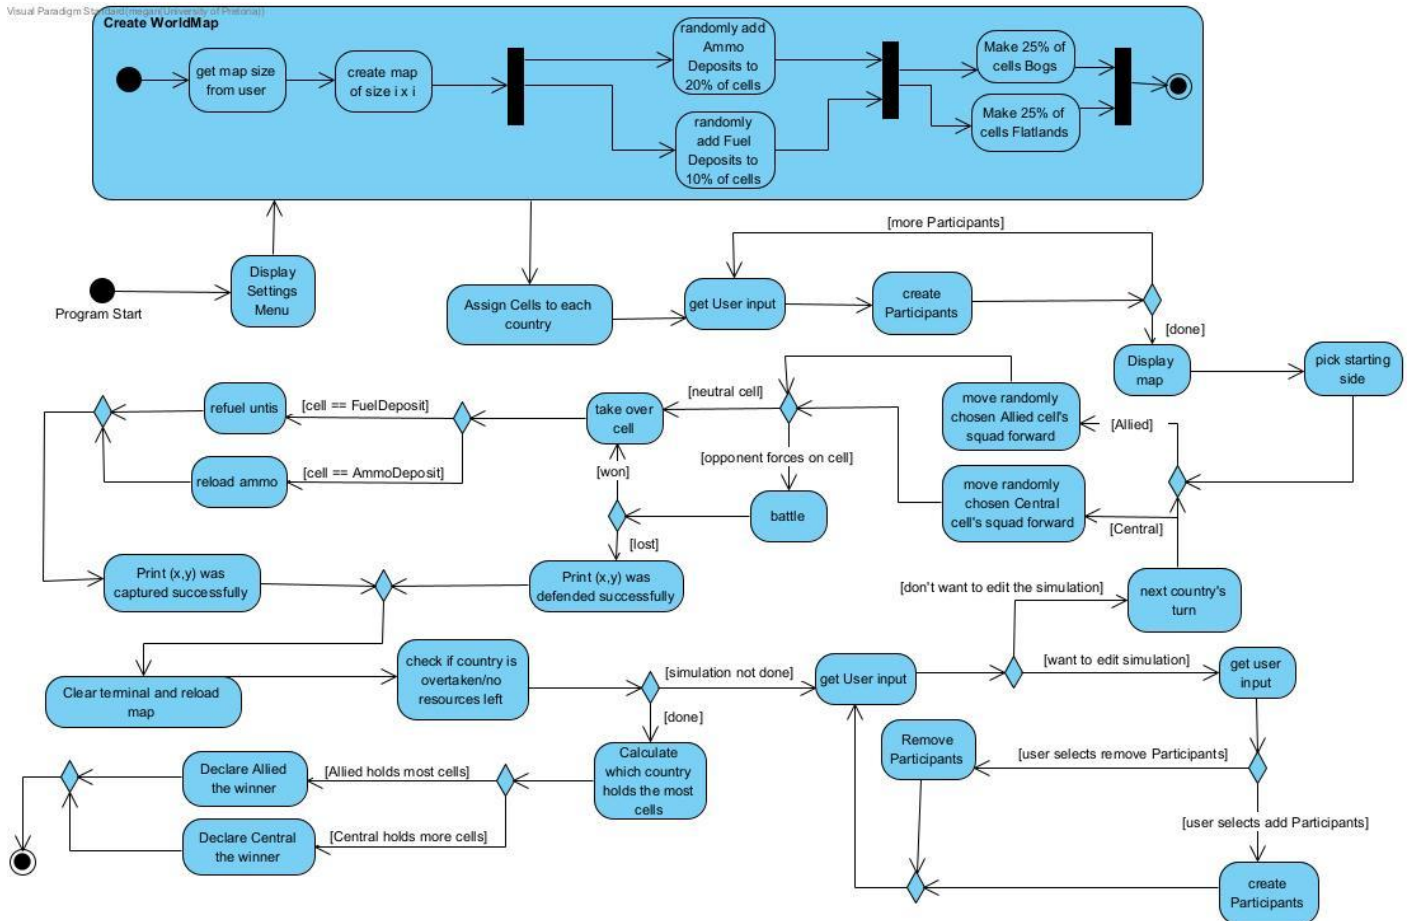 Visual Paradigm Standard(megan(University of Pretoria))
Create WorldMap
get map size
from user
create map
of size i x i
randomly add
Ammo
Deposits to
20% of cells
randomly
add Fuel
Deposits to
10% of cells
Make 25% of
cells Bogs
Make 25% of
cells Flatlands
Program Start
Display
Settings
Menu
Assign Cells to each
country
get User input
create
Participants
[more Participants]
[done]
Display
map
pick starting
side
[Allied]
[Central]
move randomly
chosen Allied cell's
squad forward
move randomly
chosen Central
cell's squad forward
[neutral cell]
[opponent forces on cell]
battle
take over
cell
[won]
[lost]
[cell == FuelDeposit]
[cell == AmmoDeposit]
refuel untis
reload ammo
Print (x,y) was
captured successfully
Print (x,y) was
defended successfully
Clear terminal and reload
map
check if country is
overtaken/no
resources left
[simulation not done]
[done]
get User input
[don't want to edit the simulation]
next country's
turn
[want to edit simulation]
get user
input
[user selects remove Participants]
Remove
Participants
[user selects add Participants]
create
Participants
Calculate
which country
holds the most
cells
[Allied holds most cells]
[Central holds more cells]
Declare Allied
the winner
Declare Central
the winner